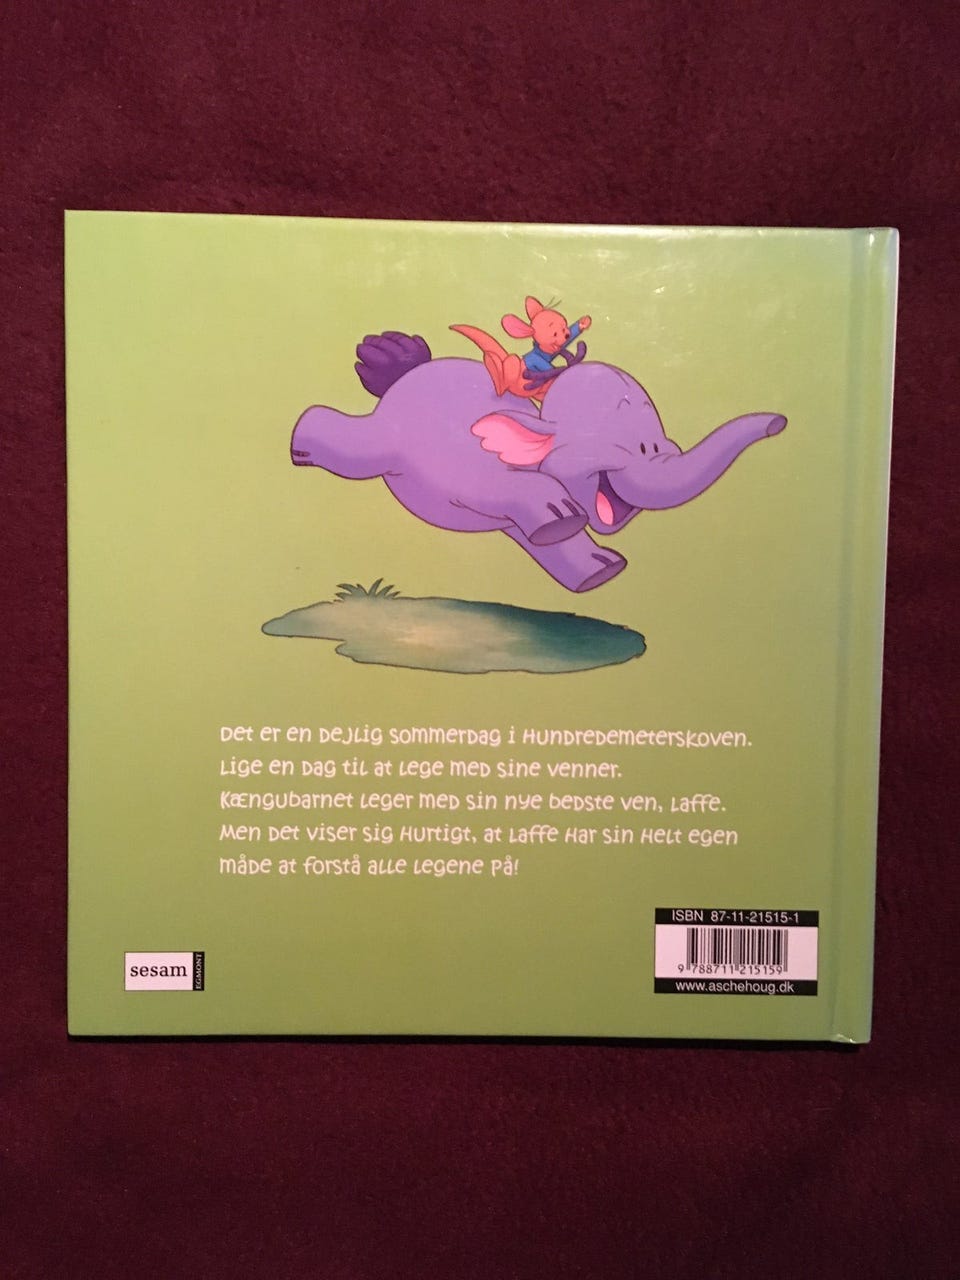 Det er en dejlig sommerdag i Hundredemeterskoven.
Lige en dag til at lege med sine venner.
Kængubarnet leger med sin nye bedste ven, Laffe.
Men det viser sig hurtigt, at Laffe har sin helt egen
måde at forstå alle legene på!
ISBN 87-11-21515-1
9 788711 215159
www.aschehoug.dk
sesam
EGMONT